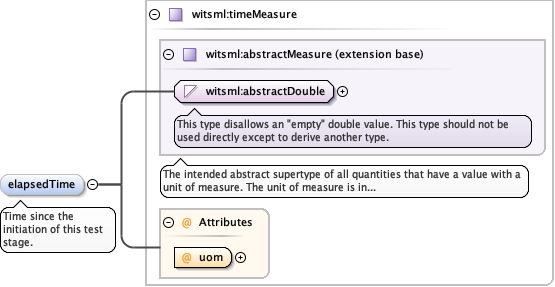 witsml:timeMeasure
witsml:abstractMeasure (extension base)
witsml:abstractDouble
This type disallows an "empty" double value. This type should not be
used directly except to derive another type.
The intended abstract supertype of all quantities that have a value with a
unit of measure. The unit of measure is in...
elapsedTime
Time since the
initiation of this test
stage.
@ Attributes
@ uom